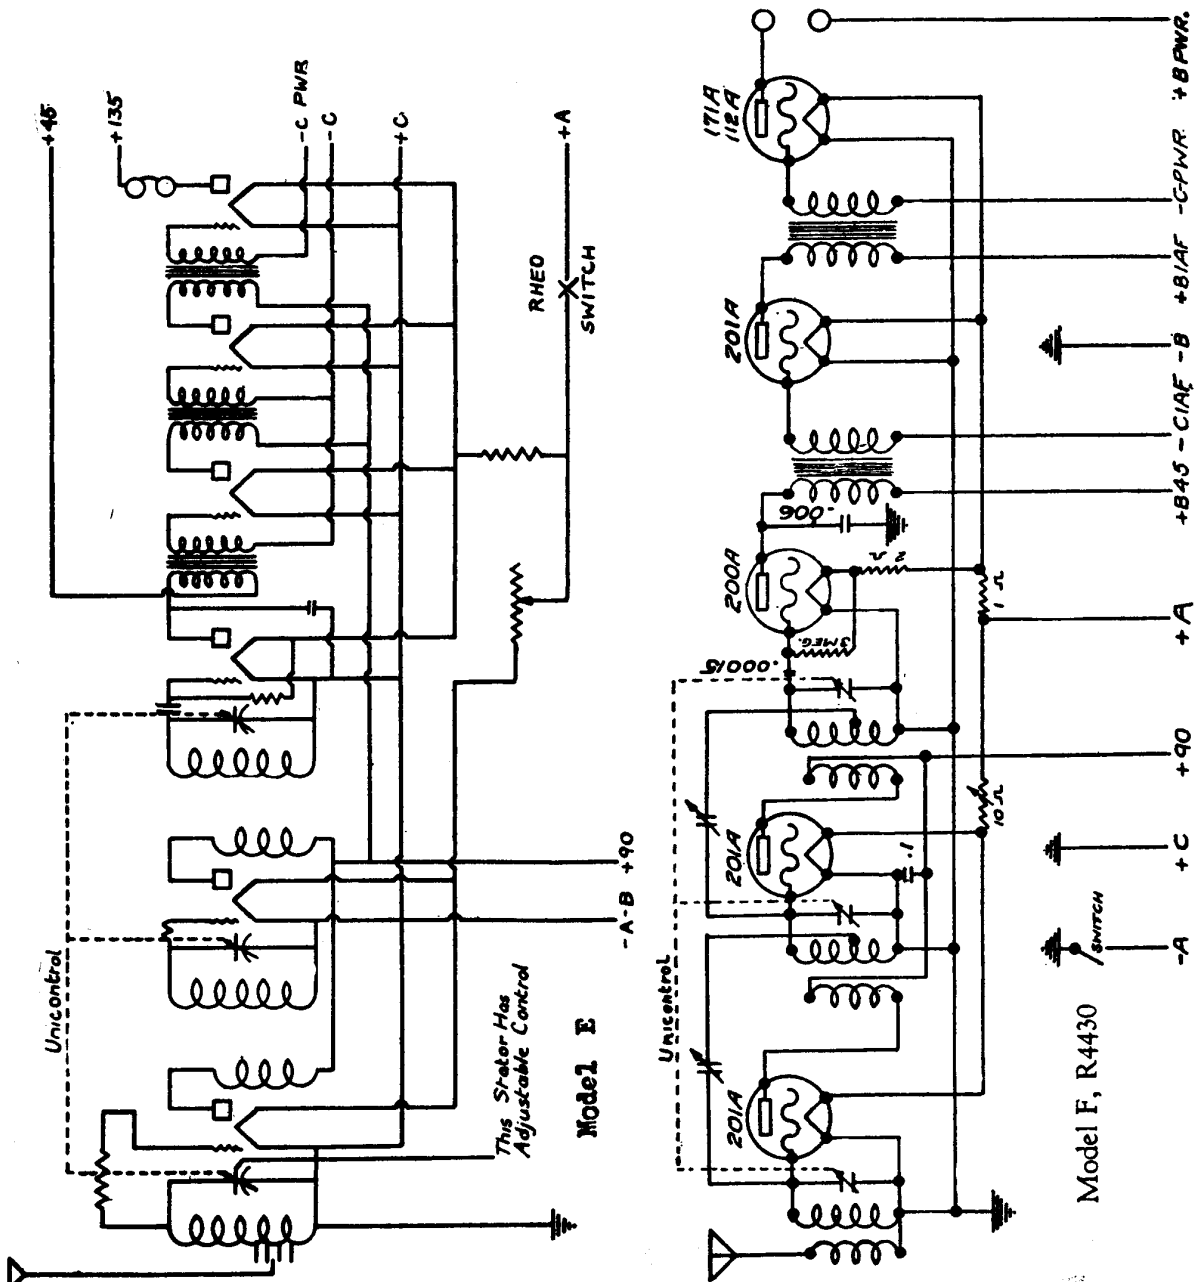 +45
+135
-C PWR
-C
+C
+A
RHEO
SWITCH
Unicontrol
-A-B
+90
This Stator Has
Adjustable Control
Model E
171A
112A
201A
200A
201A
201A
.006
2 Ω
1 Ω
3 MEG.
.00015
10 Ω
.1
Unicontrol
SWITCH
-A
+C
+90
+A
+B45
-C1AF
-B
+B1AF
-C-PWR
+B PWR.
Model F, R4430